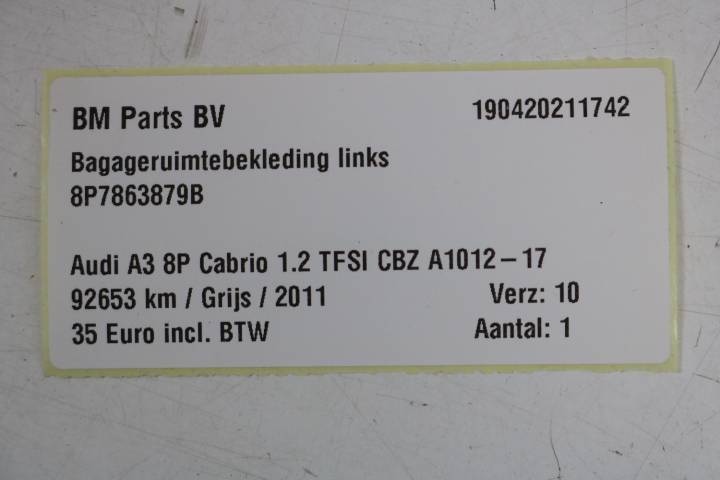 BM Parts BV 190420211742
Bagageruimtebekleding links
8P7863879B
Audi A3 8P Cabrio 1.2 TFSI CBZ A1012-17
92653 km / Grijs / 2011 Verz: 10
35 Euro incl. BTW Aantal: 1